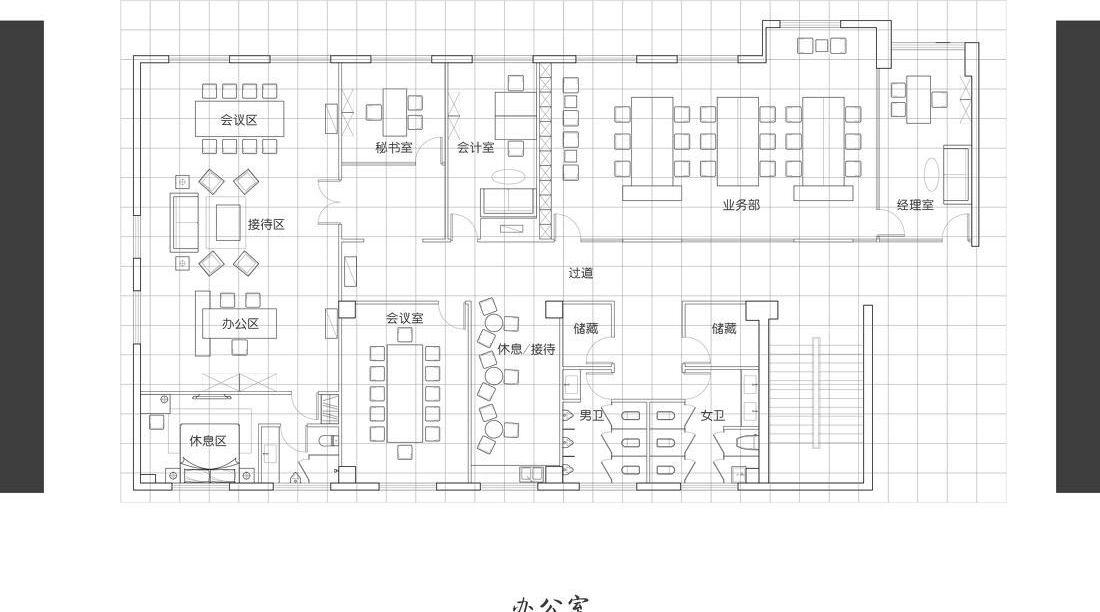 会议区
秘书室
会计室
业务部
经理室
接待区
过道
办公区
会议室
休息/接待
储藏
储藏
男卫
女卫
休息区
办公室